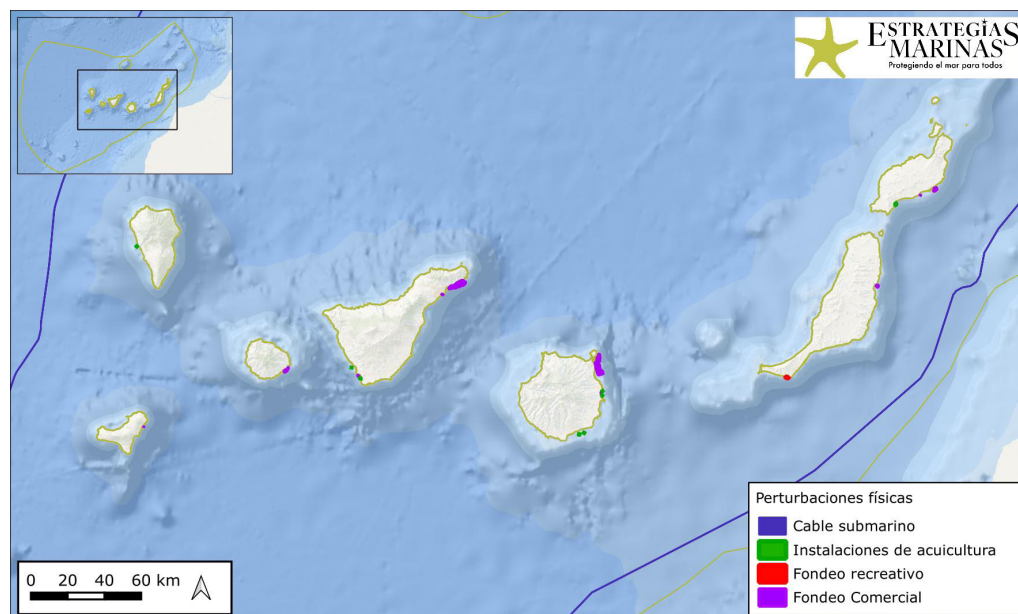 ESTRATEGIAS
MARINAS
Protegiendo el mar para todos
Perturbaciones físicas
Cable submarino
Instalaciones de acuicultura
Fondeo recreativo
Fondeo Comercial
0 20 40 60 km